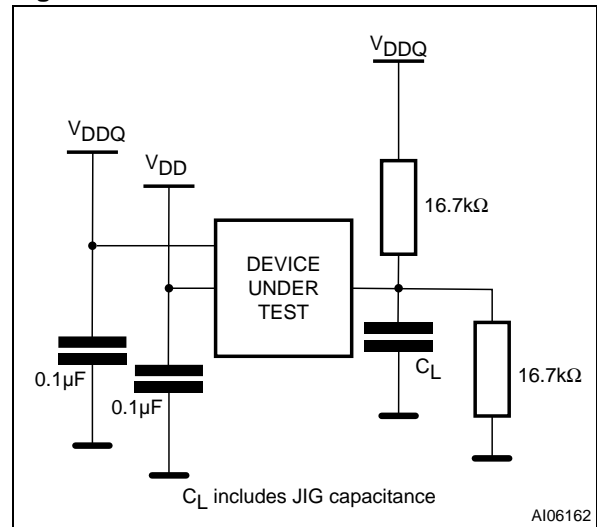 VDDQ
VDDQ
VDD
16.7kΩ
DEVICE
UNDER
TEST
CL
0.1µF
0.1µF
16.7kΩ
CL includes JIG capacitance
AI06162